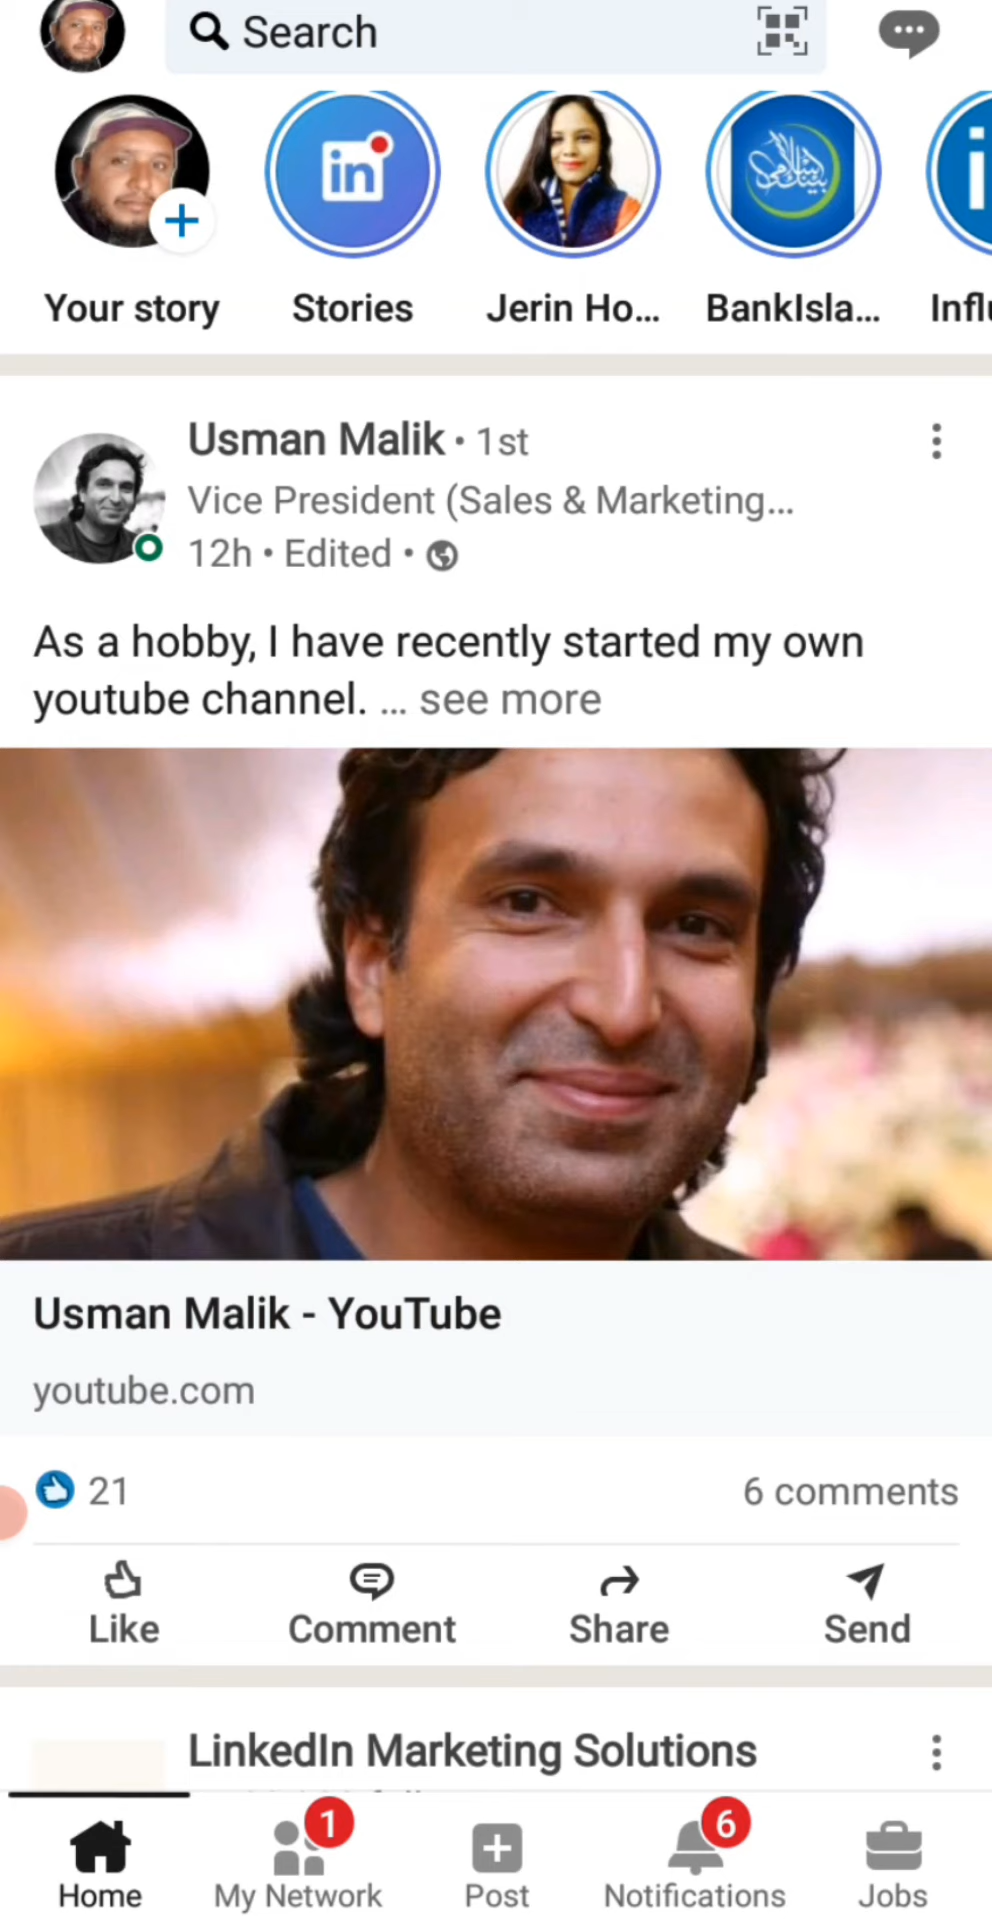 Search
in
Your story
Stories
Jerin Ho...
BankIsla...
Usman Malik • 1st
Vice President (Sales & Marketing...
12h • Edited •
As a hobby, I have recently started my own
youtube channel. ... see more
Usman Malik - YouTube
youtube.com
21
6 comments
Like
Comment
Share
Send
LinkedIn Marketing Solutions
1
6
Home
My Network
Post
Notifications
Jobs